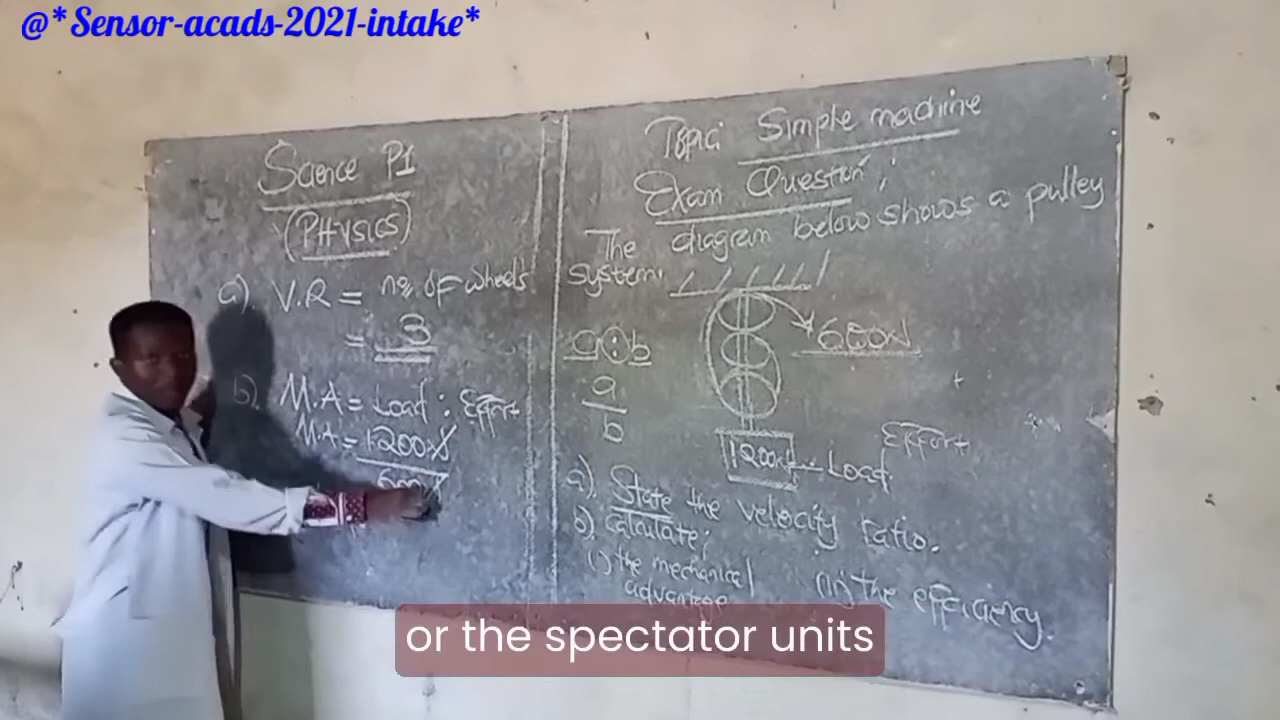 @*Sensor-acads-2021-intake*
Science P1
(PHYSICS)
a) V.R = no. of wheels
= 3
b). M.A = Load : Effort
M.A = 1200N
600N
Topic: Simple machine
Exam Question;
The diagram below shows a pulley
system.
600N
a:b
a
b
Effort
1200N Load
a). State the velocity ratio.
b). Calculate;
(i) the mechanical
advantage
(ii) the efficiency.
or the spectator units